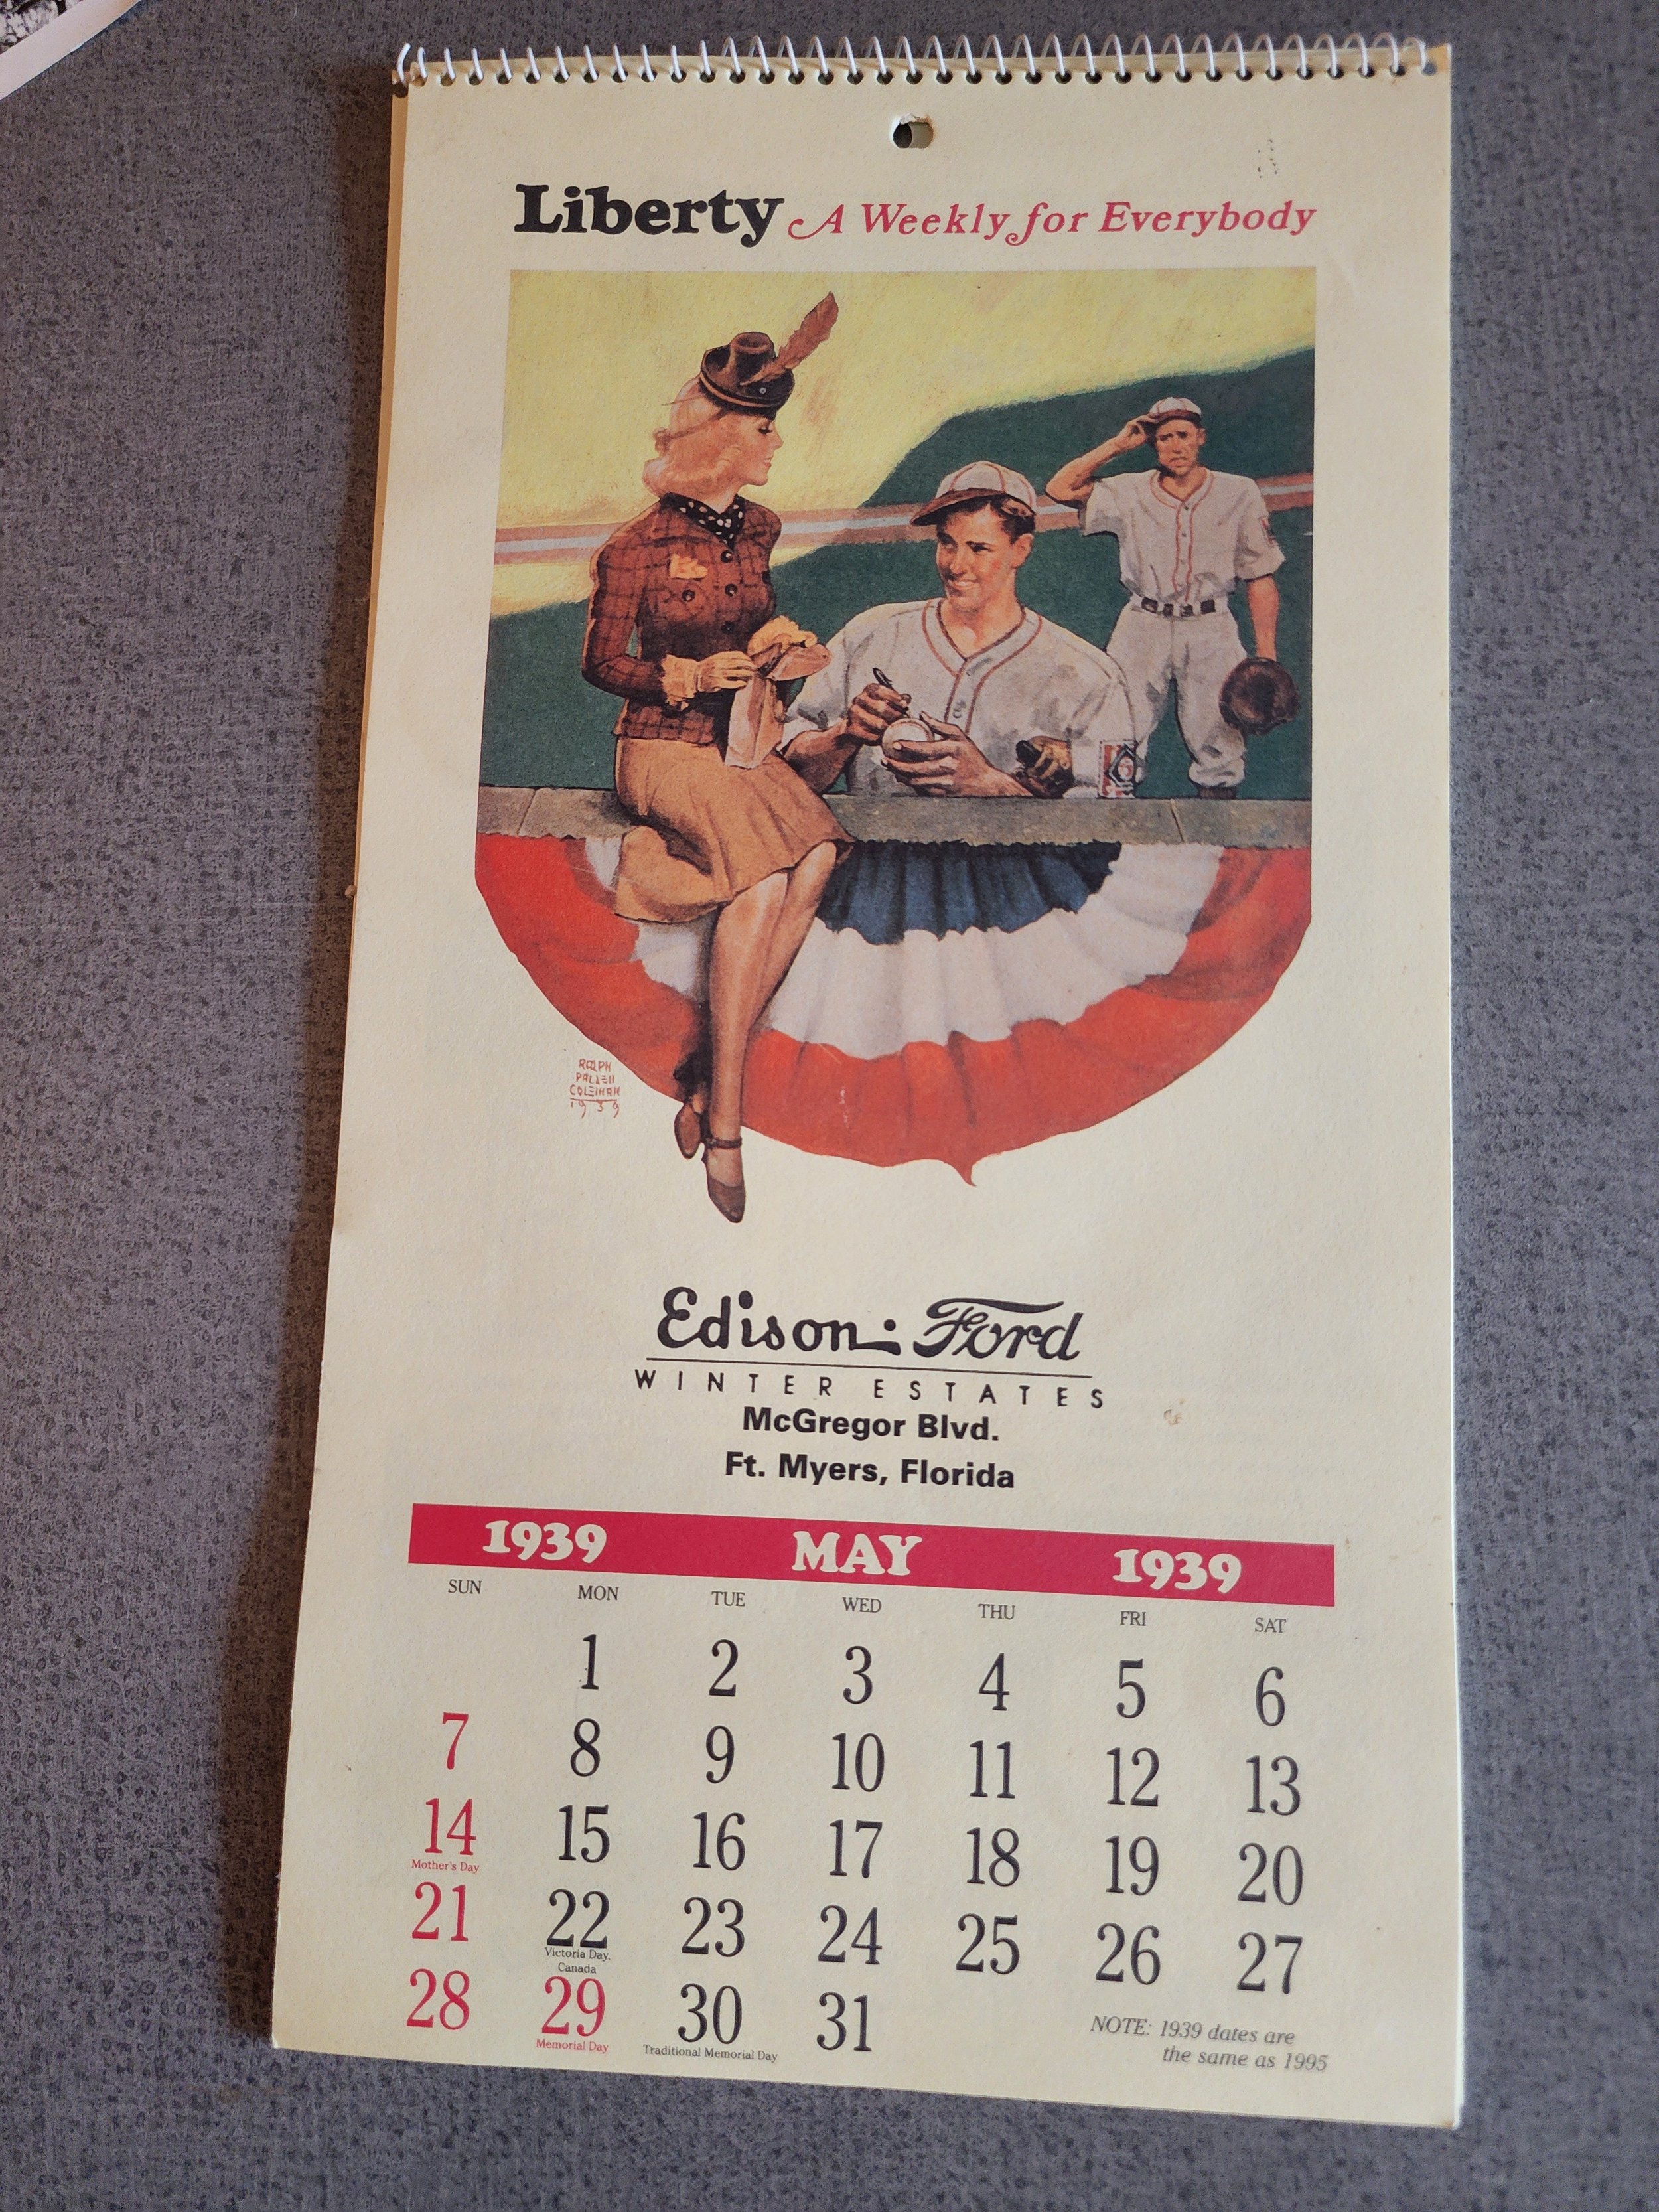 Liberty A Weekly for Everybody
RALPH
PALLEN
COLEMAN
1939
Edison·Ford
WINTER ESTATES
McGregor Blvd.
Ft. Myers, Florida
1939 MAY 1939
SUN MON TUE WED THU FRI SAT
1 2 3 4 5 6
7 8 9 10 11 12 13
14 15 16 17 18 19 20
Mother's Day
21 22 23 24 25 26 27
Victoria Day,
Canada
28 29 30 31
Memorial Day Traditional Memorial Day
NOTE: 1939 dates are
the same as 1995